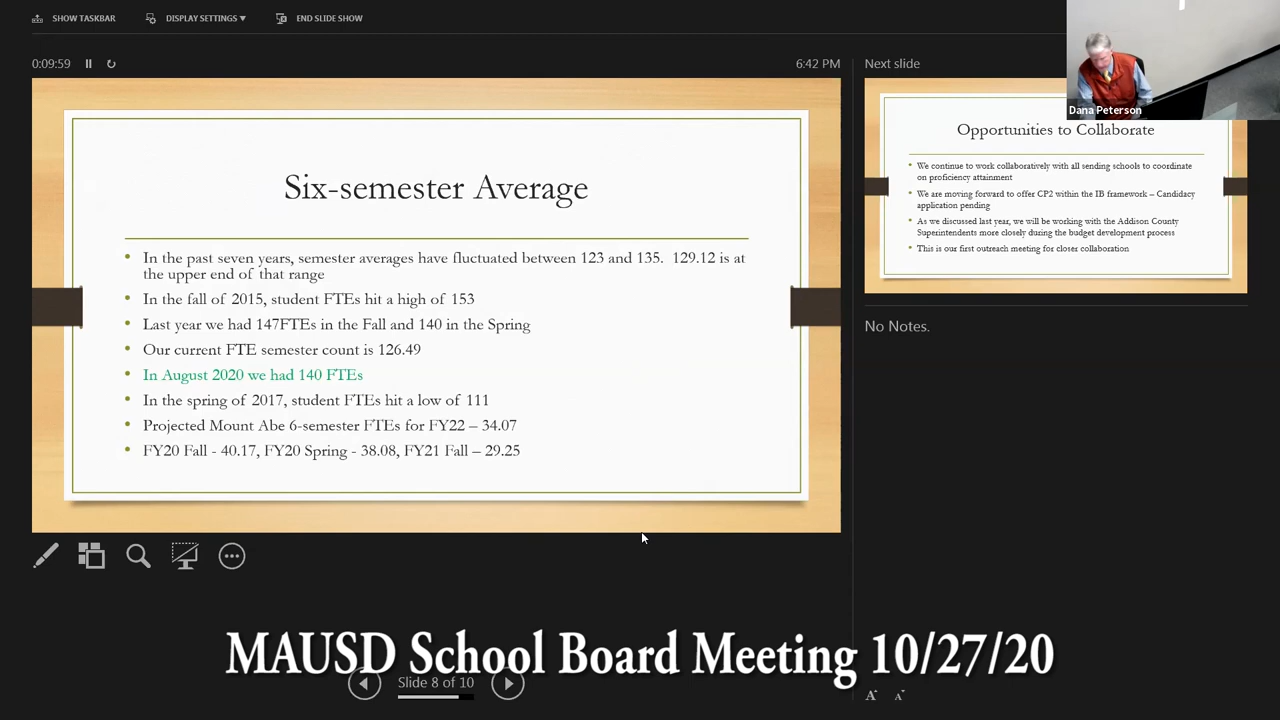 SHOW TASKBAR
DISPLAY SETTINGS ▼
END SLIDE SHOW
0:09:59
6:42 PM
Six-semester Average
• In the past seven years, semester averages have fluctuated between 123 and 135. 129.12 is at
the upper end of that range
• In the fall of 2015, student FTEs hit a high of 153
• Last year we had 147FTEs in the Fall and 140 in the Spring
• Our current FTE semester count is 126.49
• In August 2020 we had 140 FTEs
• In the spring of 2017, student FTEs hit a low of 111
• Projected Mount Abe 6-semester FTEs for FY22 – 34.07
• FY20 Fall - 40.17, FY20 Spring - 38.08, FY21 Fall – 29.25
Next slide
Dana Peterson
Opportunities to Collaborate
• We continue to work collaboratively with all sending schools to coordinate
on proficiency attainment
• We are moving forward to offer CP2 within the IB framework – Candidacy
application pending
• As we discussed last year, we will be working with the Addison County
Superintendents more closely during the budget development process
• This is our first outreach meeting for closer collaboration
No Notes.
MAUSD School Board Meeting 10/27/20
Slide 8 of 10
A A